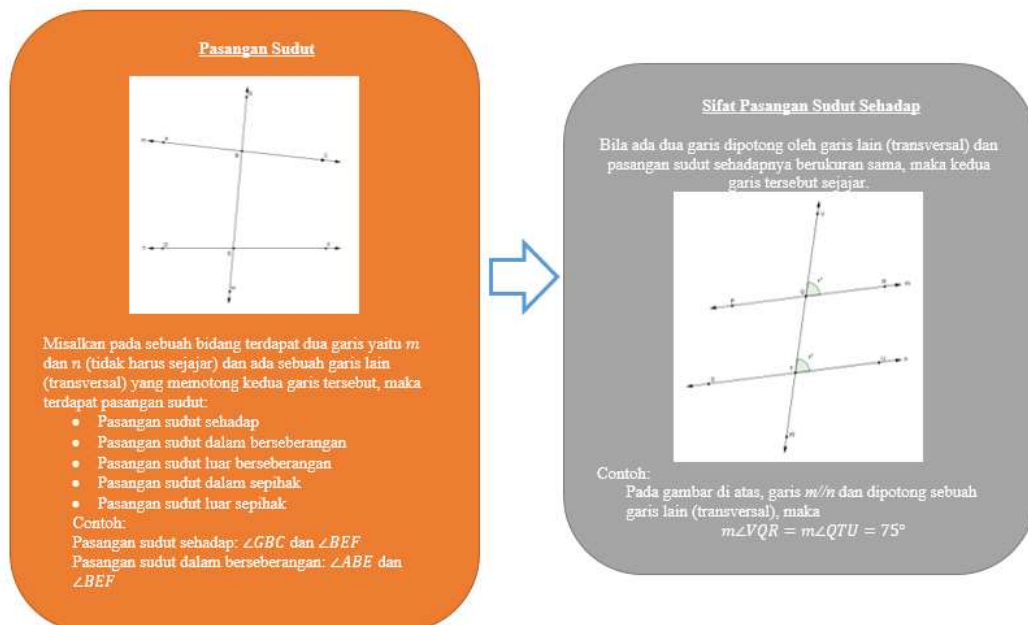 Pasangan Sudut
Misalkan pada sebuah bidang terdapat dua garis yaitu m
dan n (tidak harus sejajar) dan ada sebuah garis lain
(transversal) yang memotong kedua garis tersebut, maka
terdapat pasangan sudut:
• Pasangan sudut sehadap
• Pasangan sudut dalam berseberangan
• Pasangan sudut luar berseberangan
• Pasangan sudut dalam sepihak
• Pasangan sudut luar sepihak
Contoh:
Pasangan sudut sehadap: ∠GBC dan ∠BEF
Pasangan sudut dalam berseberangan: ∠ABE dan
∠BEF
Sifat Pasangan Sudut Sehadap
Bila ada dua garis dipotong oleh garis lain (transversal) dan
pasangan sudut sehadapnya berukuran sama, maka kedua
garis tersebut sejajar.
Contoh:
Pada gambar di atas, garis m//n dan dipotong sebuah
garis lain (transversal), maka
m∠VQR = m∠QTU = 75°